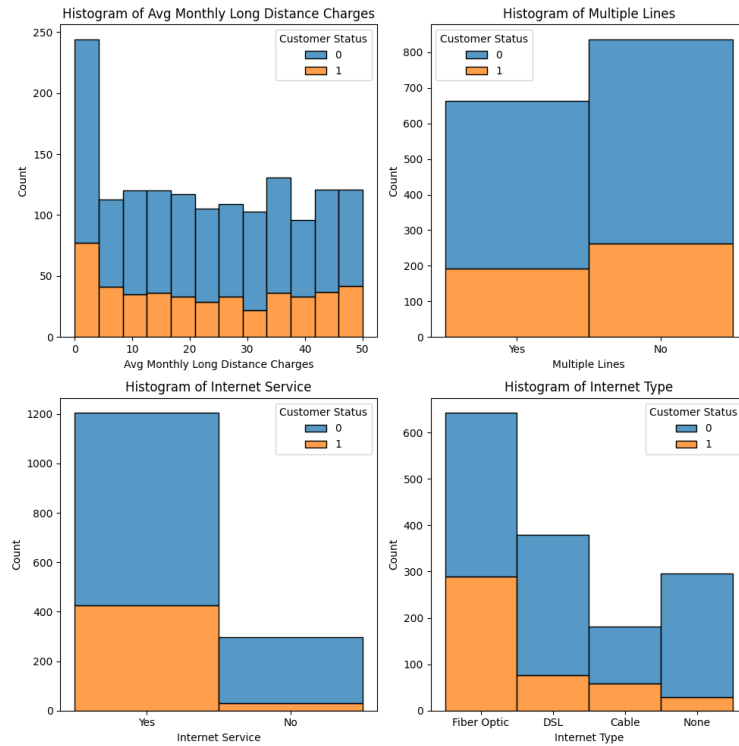 Histogram of Avg Monthly Long Distance Charges
Customer Status
0
1
250
200
150
100
50
0
Count
0 10 20 30 40 50
Avg Monthly Long Distance Charges
Histogram of Multiple Lines
Customer Status
0
1
800
700
600
500
400
300
200
100
0
Count
Yes No
Multiple Lines
Histogram of Internet Service
Customer Status
0
1
1200
1000
800
600
400
200
0
Count
Yes No
Internet Service
Histogram of Internet Type
Customer Status
0
1
600
500
400
300
200
100
0
Count
Fiber Optic DSL Cable None
Internet Type